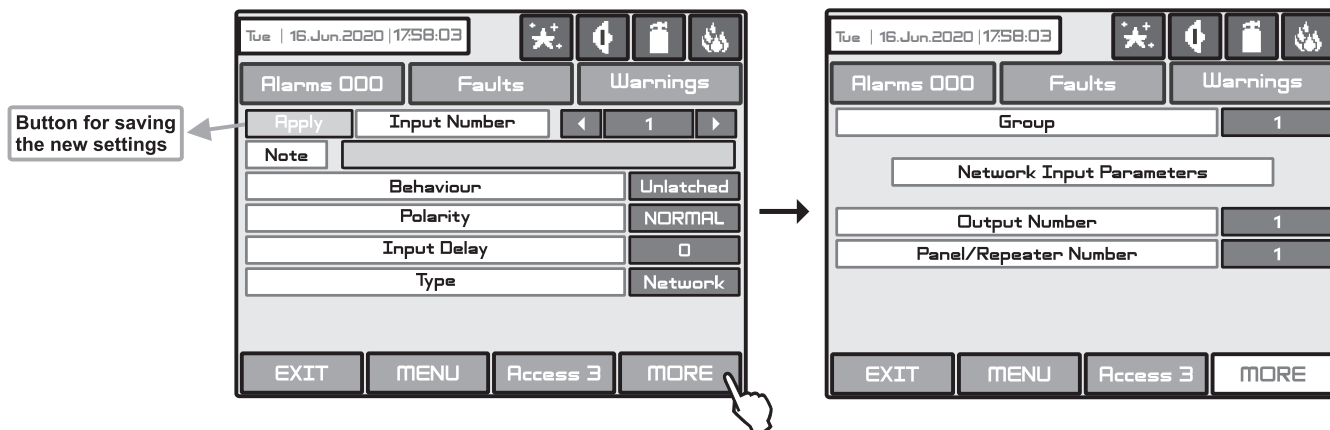 Button for saving
the new settings
Tue | 16.Jun.2020 | 17:58:03
Alarms 000 Faults Warnings
Apply Input Number 1
Note
Behaviour Unlatched
Polarity NORMAL
Input Delay 0
Type Network
EXIT MENU Access 3 MORE
Tue | 16.Jun.2020 | 17:58:03
Alarms 000 Faults Warnings
Group 1
Network Input Parameters
Output Number 1
Panel/Repeater Number 1
EXIT MENU Access 3 MORE